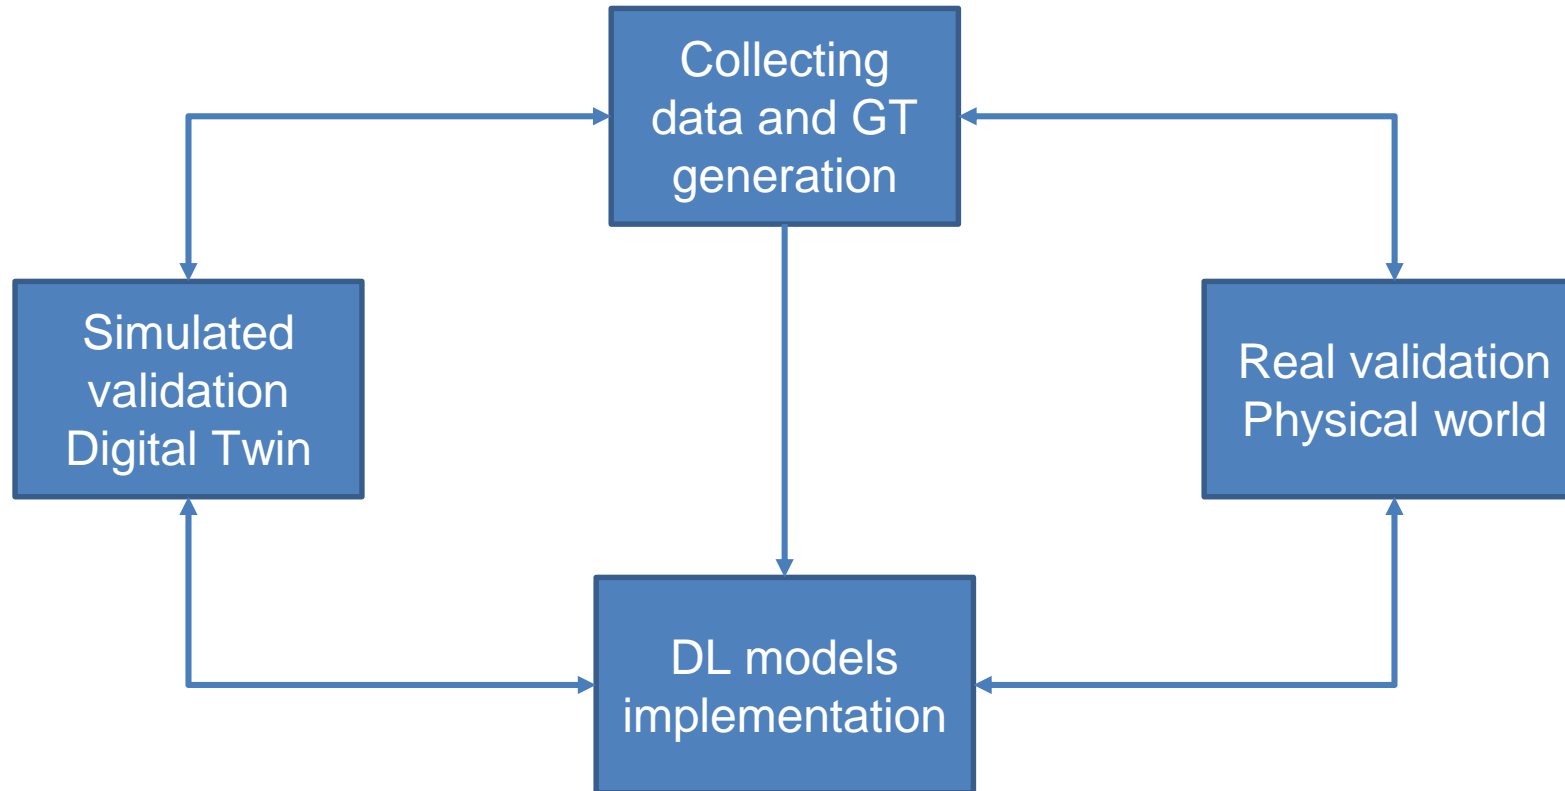 Collecting
data and GT
generation
Simulated
validation
Digital Twin
Real validation
Physical world
DL models
implementation